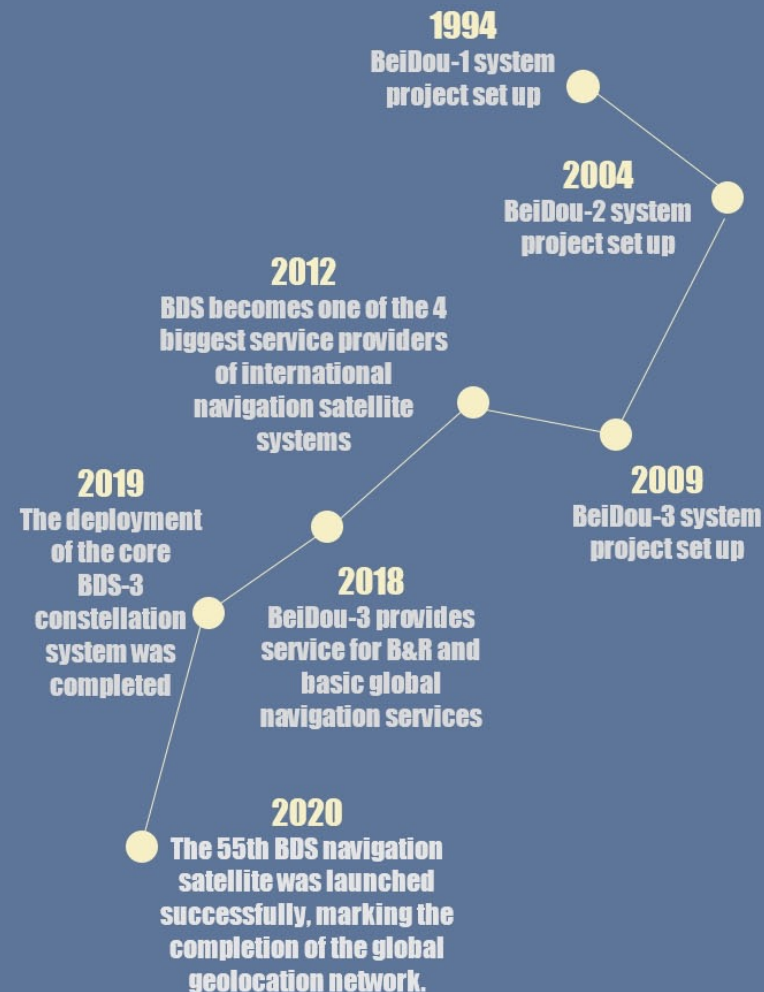 1994
BeiDou-1 system
project set up
2004
BeiDou-2 system
project set up
2009
BeiDou-3 system
project set up
2012
BDS becomes one of the 4
biggest service providers
of international
navigation satellite
systems
2018
BeiDou-3 provides
service for B&R and
basic global
navigation services
2019
The deployment
of the core
BDS-3
constellation
system was
completed
2020
The 55th BDS navigation
satellite was launched
successfully, marking the
completion of the global
geolocation network.